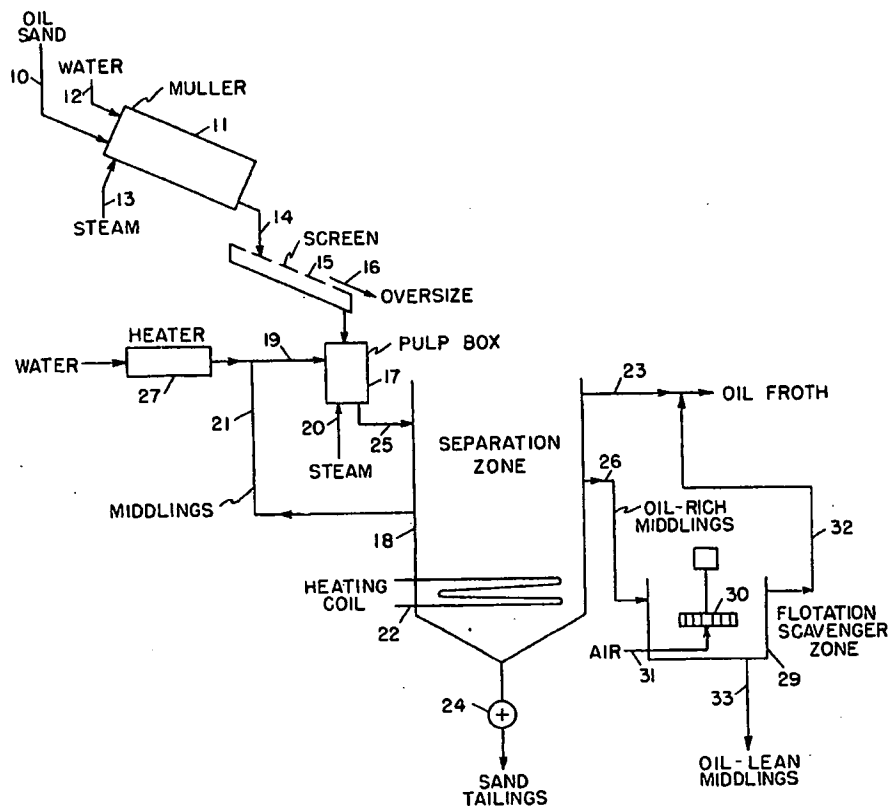 OIL
SAND
10
WATER
12
MULLER
11
13
STEAM
14
SCREEN
15
16
OVERSIZE
HEATER
WATER
27
19
PULP BOX
17
21
20
STEAM
25
23
OIL FROTH
SEPARATION
ZONE
26
OIL-RICH
MIDDLINGS
MIDDLINGS
18
32
HEATING
COIL
22
30
FLOTATION
SCAVENGER
ZONE
AIR
31
29
33
24
SAND
TAILINGS
OIL-LEAN
MIDDLINGS